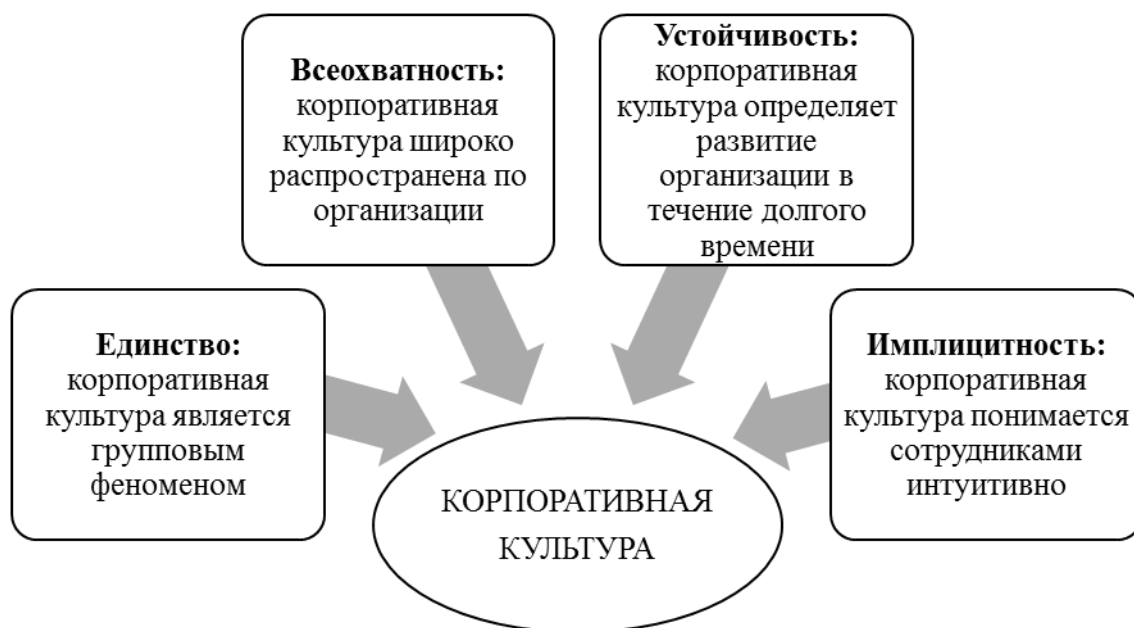 Всеохватность:
корпоративная
культура широко
распространена по
организации
Устойчивость:
корпоративная
культура определяет
развитие
организации в
течение долгого
времени
Единство:
корпоративная
культура является
групповым
феноменом
Имплицитность:
корпоративная
культура понимается
сотрудниками
интуитивно
КОРПОРАТИВНАЯ
КУЛЬТУРА